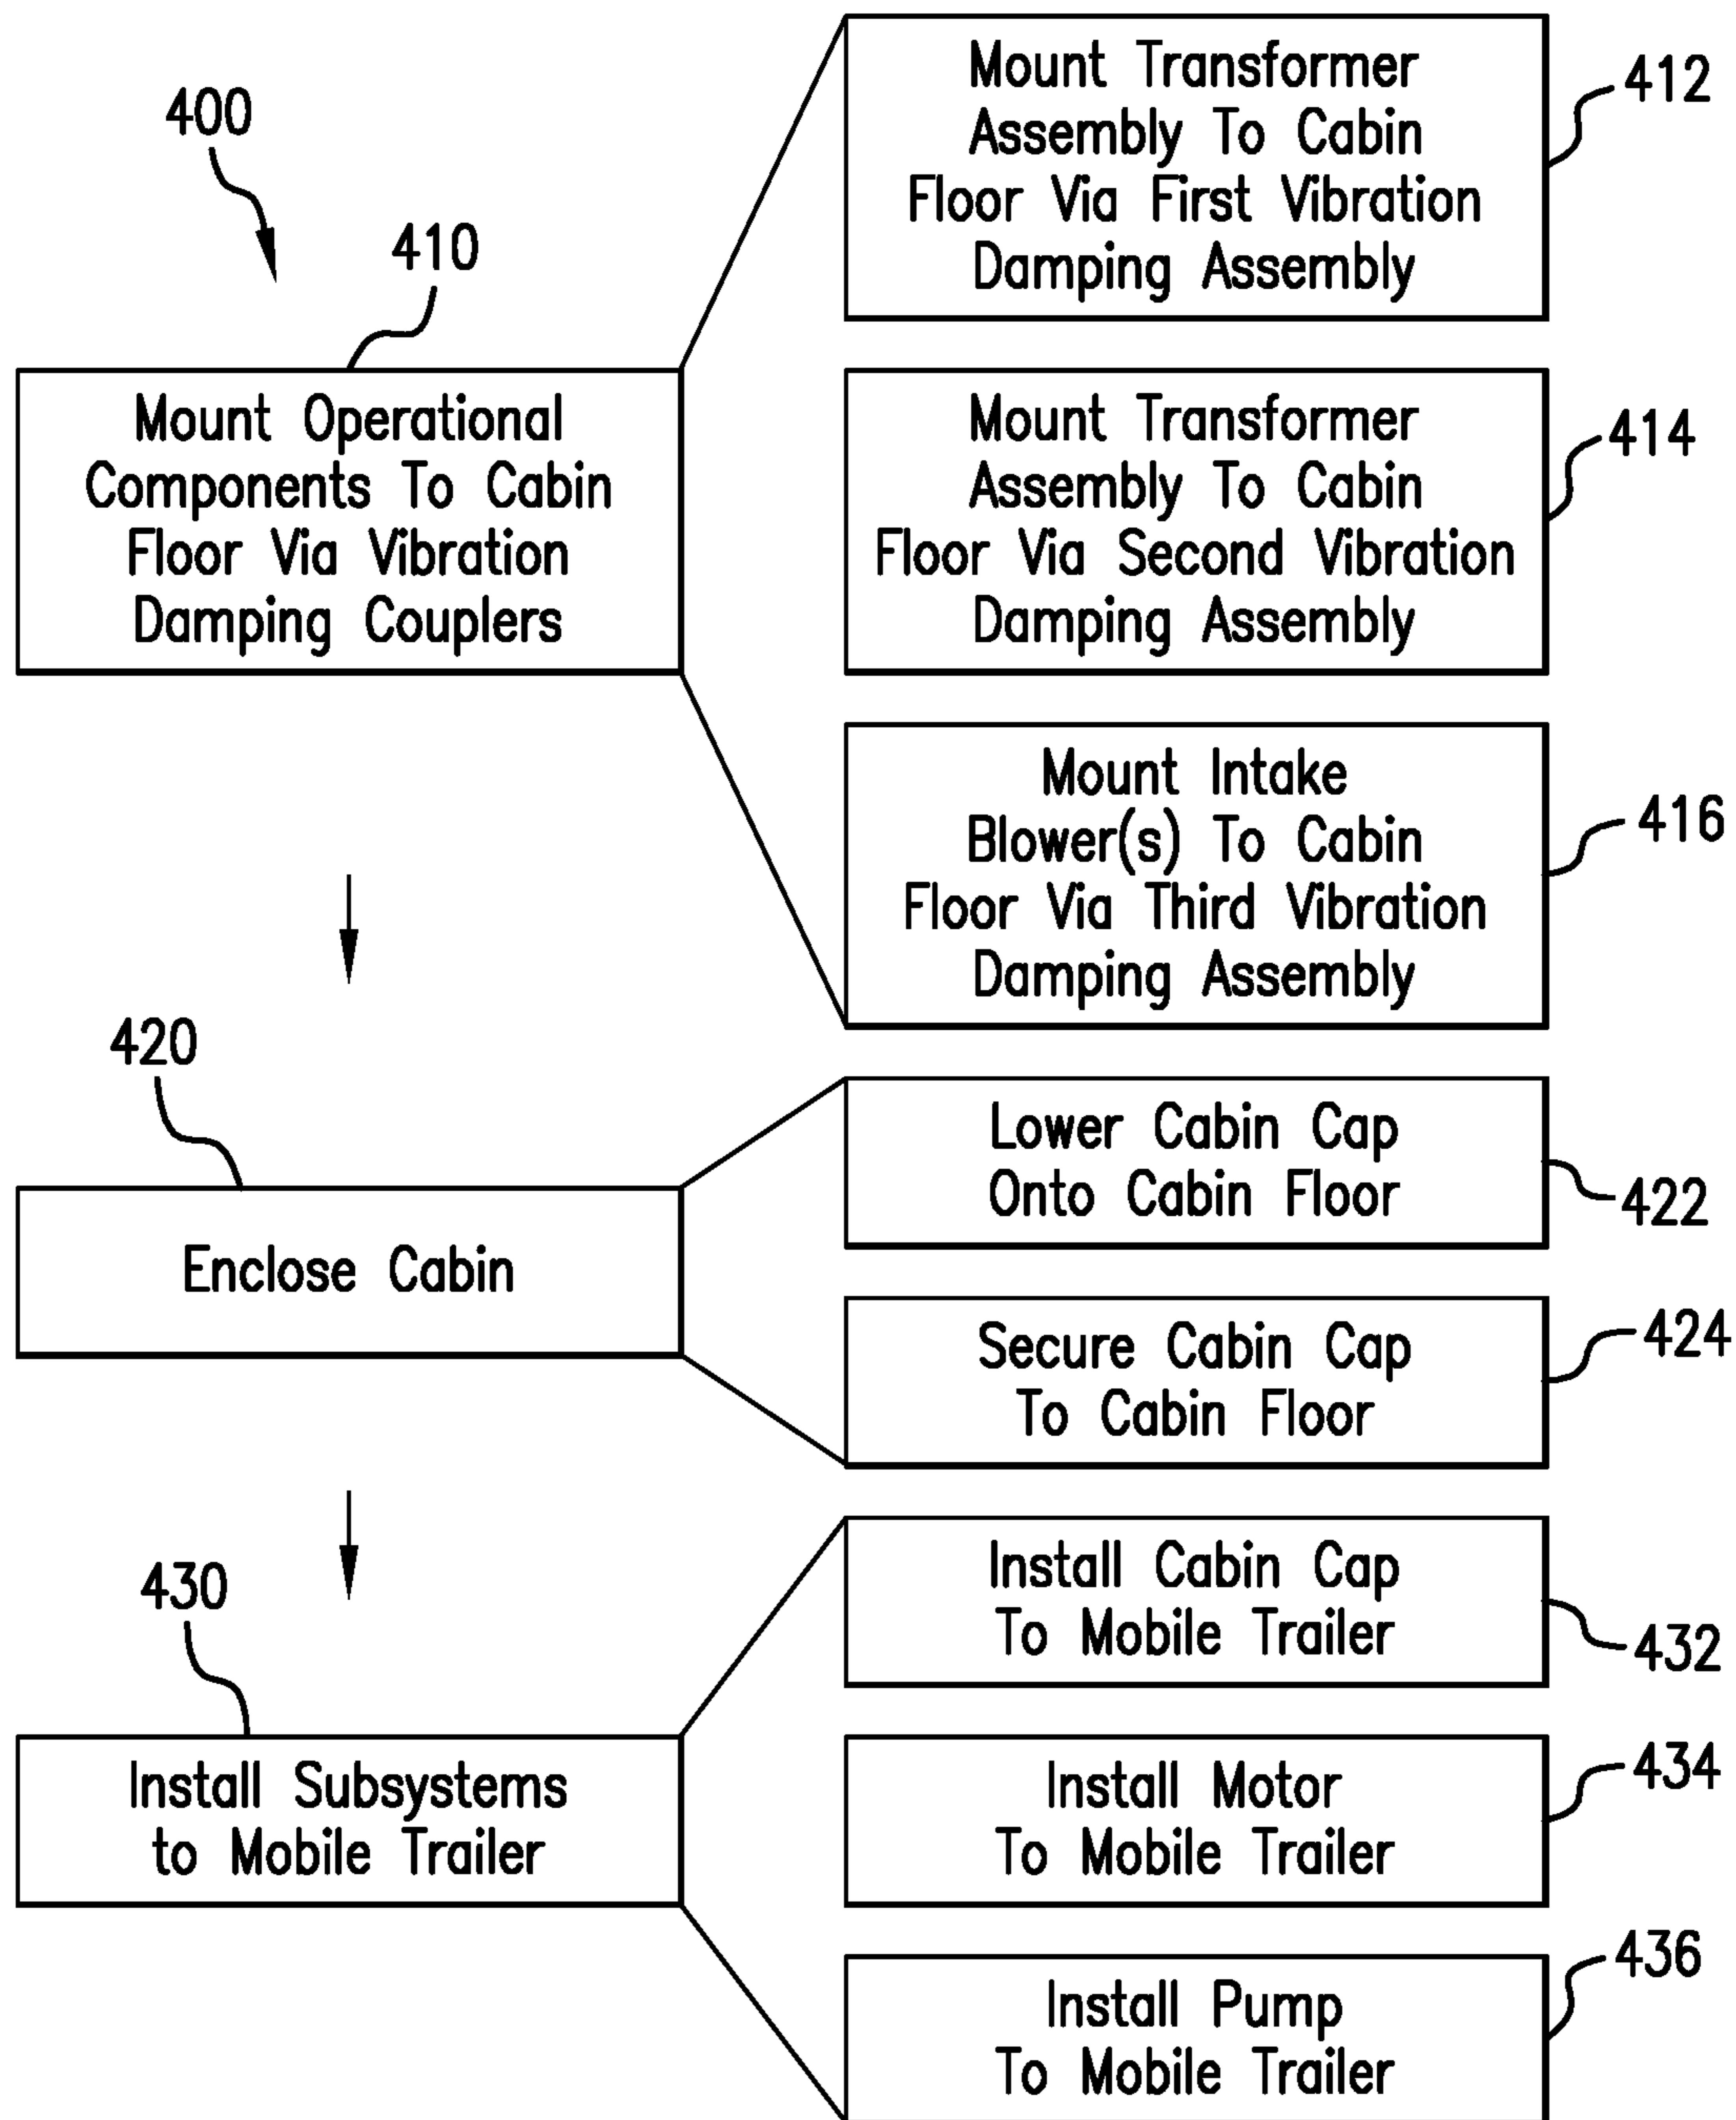 400
410
Mount Operational
Components To Cabin
Floor Via Vibration
Damping Couplers
Mount Transformer
Assembly To Cabin
Floor Via First Vibration
Damping Assembly
412
Mount Transformer
Assembly To Cabin
Floor Via Second Vibration
Damping Assembly
414
Mount Intake
Blower(s) To Cabin
Floor Via Third Vibration
Damping Assembly
416
420
Enclose Cabin
Lower Cabin Cap
Onto Cabin Floor
422
Secure Cabin Cap
To Cabin Floor
424
430
Install Subsystems
to Mobile Trailer
Install Cabin Cap
To Mobile Trailer
432
Install Motor
To Mobile Trailer
434
Install Pump
To Mobile Trailer
436